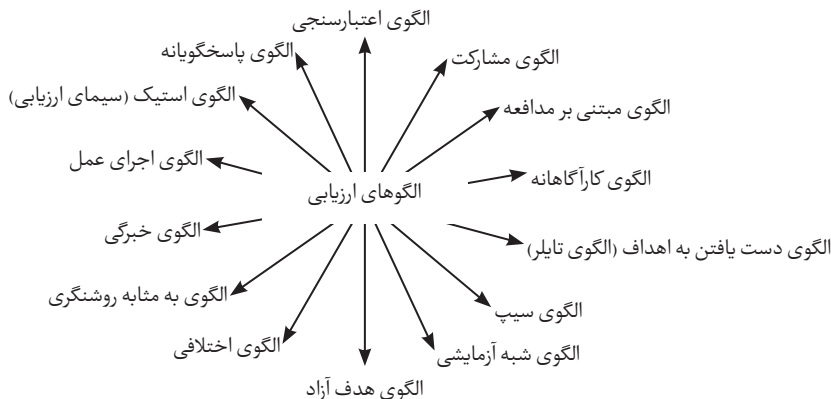 الگوی اعتبارسنجی
الگوی پاسخگویانه
الگوی مشارکت
الگوی استیک (سیمای ارزیابی)
الگوی مبتنی بر مدافعه
الگوی اجرای عمل
الگوی کارآگاهانه
الگوهای ارزیابی
الگوی خبرگی
الگوی دست یافتن به اهداف (الگوی تایلر)
الگوی به مثابه روشنگری
الگوی سیپ
الگوی اختلافی
الگوی شبه آزمایشی
الگوی هدف آزاد